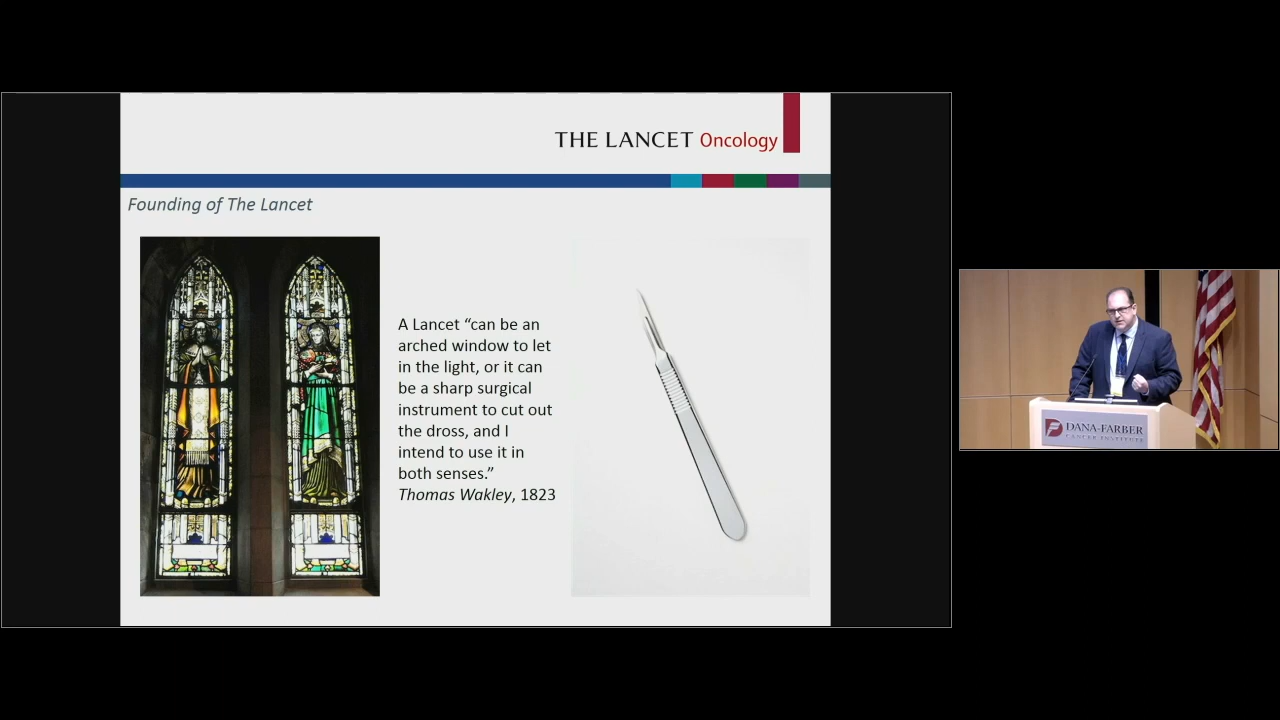 THE LANCET Oncology
Founding of The Lancet
A Lancet “can be an
arched window to let
in the light, or it can
be a sharp surgical
instrument to cut out
the dross, and I
intend to use it in
both senses.”
Thomas Wakley, 1823
DANA-FARBER
CANCER INSTITUTE